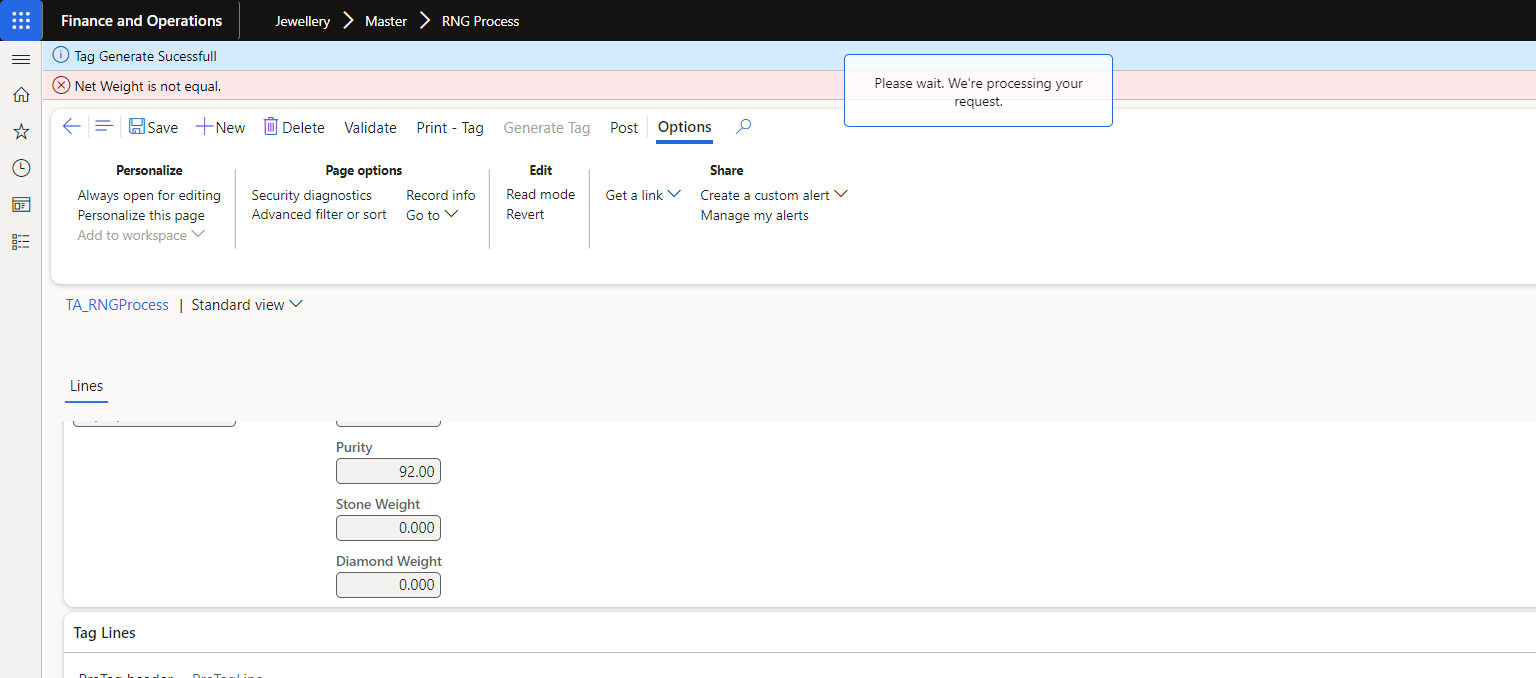 Finance and Operations
Jewellery Master RNG Process
Tag Generate Sucessfull
Net Weight is not equal.
Please wait. We're processing your
request.
Save New Delete Validate Print - Tag Generate Tag Post Options
Personalize
Always open for editing
Personalize this page
Add to workspace
Page options
Security diagnostics
Advanced filter or sort
Record info
Go to
Edit
Read mode
Revert
Share
Get a link
Create a custom alert
Manage my alerts
TA_RNGProcess | Standard view
Lines
Purity
92.00
Stone Weight
0.000
Diamond Weight
0.000
Tag Lines